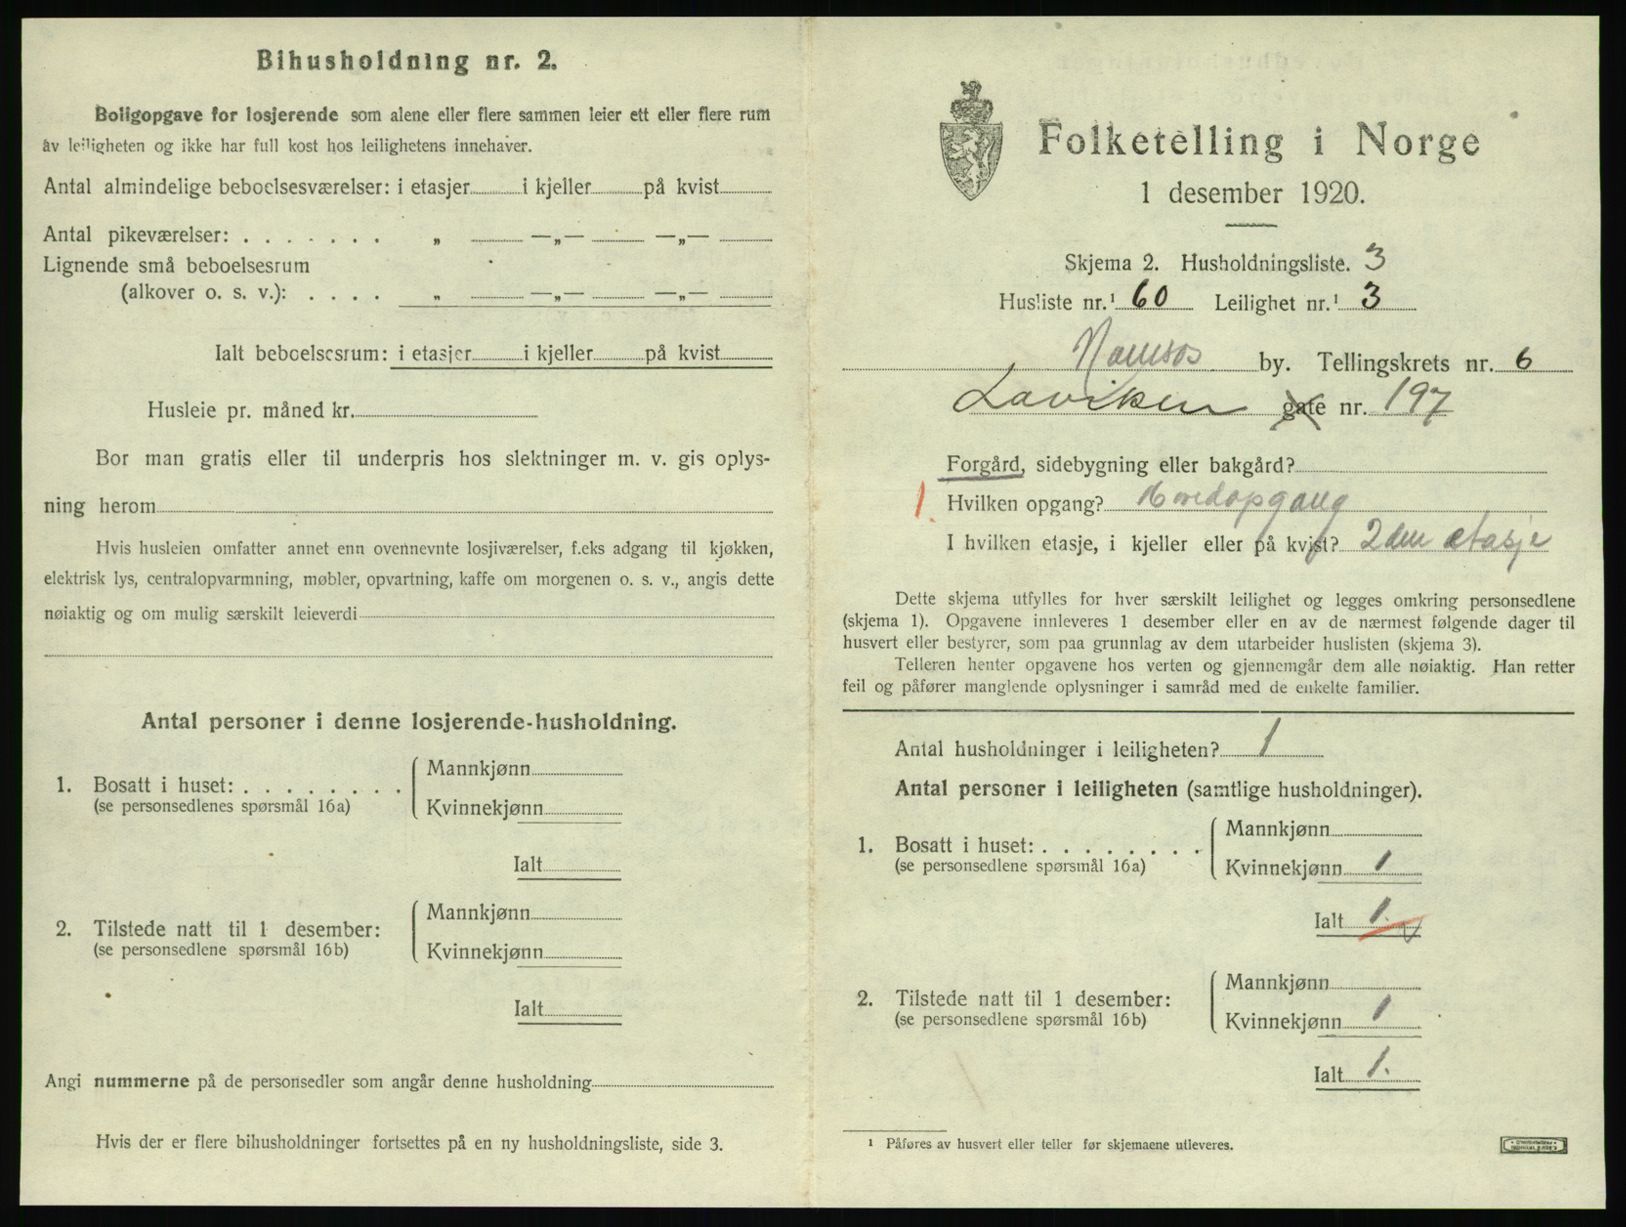 Bihusholdning nr. 2.
Boligopgave for losjerende som alene eller flere sammen leier ett eller flere rum
av leiligheten og ikke har full kost hos leilighetens innehaver.
Antal almindelige beboelsesværelser: i etasjer i kjeller på kvist
Antal pikeværelser: . . . . . . . „ —„— —„—
Lignende små beboelsesrum
(alkover o. s. v.): . . . . „ —„— —„—
Ialt beboelsesrum: i etasjer i kjeller på kvist
Husleie pr. måned kr.
Bor man gratis eller til underpris hos slektninger m. v. gis oplys-
ning herom
Hvis husleien omfatter annet enn ovennevnte losjiværelser, f.eks adgang til kjøkken,
elektrisk lys, centralopvarmning, møbler, opvartning, kaffe om morgenen o. s. v., angis dette
nøiaktig og om mulig særskilt leieverdi
Antal personer i denne losjerende-husholdning.
1. Bosatt i huset: . . . . . . . .
(se personsedlenes spørsmål 16a)
Mannkjønn
Kvinnekjønn
Ialt
2. Tilstede natt til 1 desember:
(se personsedlene spørsmål 16b)
Mannkjønn
Kvinnekjønn
Ialt
Angi nummerne på de personsedler som angår denne husholdning
Hvis der er flere bihusholdninger fortsettes på en ny husholdningsliste, side 3.
Folketelling i Norge
1 desember 1920.
Skjema 2. Husholdningsliste. 3
Husliste nr.¹ 60 Leilighet nr.¹ 3
Namsos by. Tellingskrets nr. 6
Laviken gate nr. 197
Forgård, sidebygning eller bakgård?
1. Hvilken opgang? Hovedopgang
I hvilken etasje, i kjeller eller på kvist? 2den etasje
Dette skjema utfylles for hver særskilt leilighet og legges omkring personsedlene
(skjema 1). Opgavene innleveres 1 desember eller en av de nærmest følgende dager til
husvert eller bestyrer, som paa grunnlag av dem utarbeider huslisten (skjema 3).
Telleren henter opgavene hos verten og gjennemgår dem alle nøiaktig. Han retter
feil og påfører manglende oplysninger i samråd med de enkelte familier.
Antal husholdninger i leiligheten? 1
Antal personer i leiligheten (samtlige husholdninger).
1. Bosatt i huset: . . . . . . . .
(se personsedlene spørsmål 16a)
Mannkjønn
Kvinnekjønn 1
Ialt 1.
2. Tilstede natt til 1 desember:
(se personsedlene spørsmål 16b)
Mannkjønn
Kvinnekjønn 1
Ialt 1.
¹ Påføres av husvert eller teller før skjemaene utleveres.